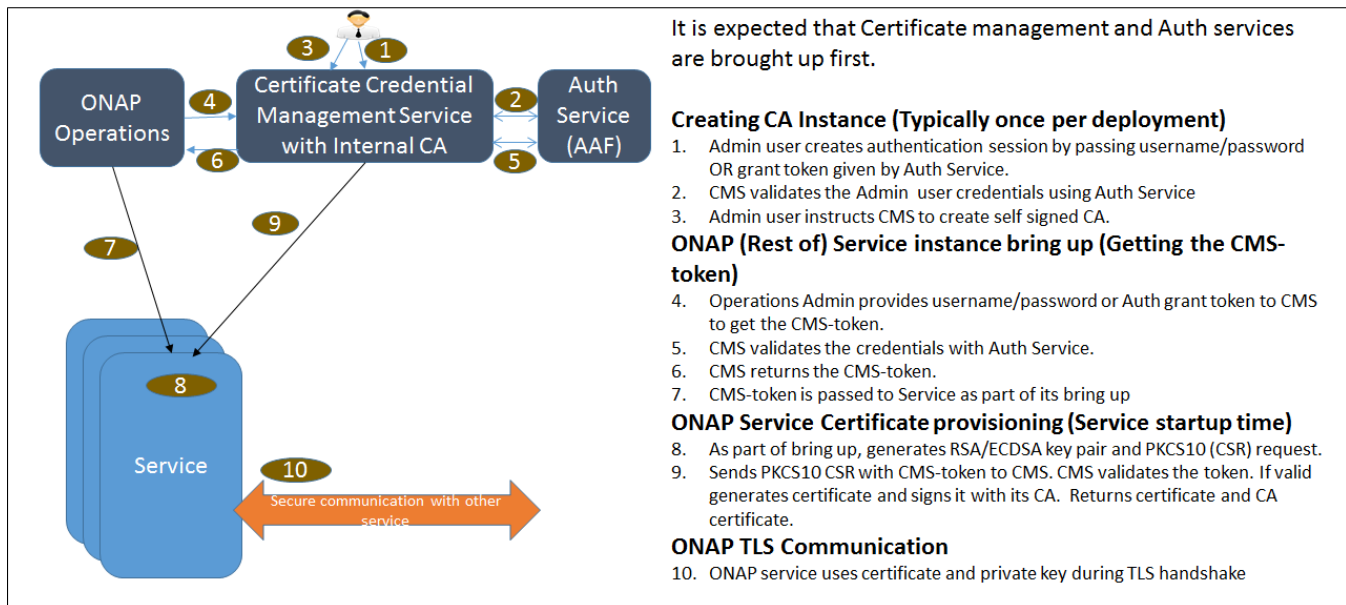 3
1
ONAP
Operations
4
6
Certificate Credential
Management Service
with Internal CA
2
5
Auth
Service
(AAF)
9
7
8
Service
10
Secure communication with other
service
It is expected that Certificate management and Auth services
are brought up first.
Creating CA Instance (Typically once per deployment)
1. Admin user creates authentication session by passing username/password
OR grant token given by Auth Service.
2. CMS validates the Admin user credentials using Auth Service
3. Admin user instructs CMS to create self signed CA.
ONAP (Rest of) Service instance bring up (Getting the CMS-
token)
4. Operations Admin provides username/password or Auth grant token to CMS
to get the CMS-token.
5. CMS validates the credentials with Auth Service.
6. CMS returns the CMS-token.
7. CMS-token is passed to Service as part of its bring up
ONAP Service Certificate provisioning (Service startup time)
8. As part of bring up, generates RSA/ECDSA key pair and PKCS10 (CSR) request.
9. Sends PKCS10 CSR with CMS-token to CMS. CMS validates the token. If valid
generates certificate and signs it with its CA. Returns certificate and CA
certificate.
ONAP TLS Communication
10. ONAP service uses certificate and private key during TLS handshake